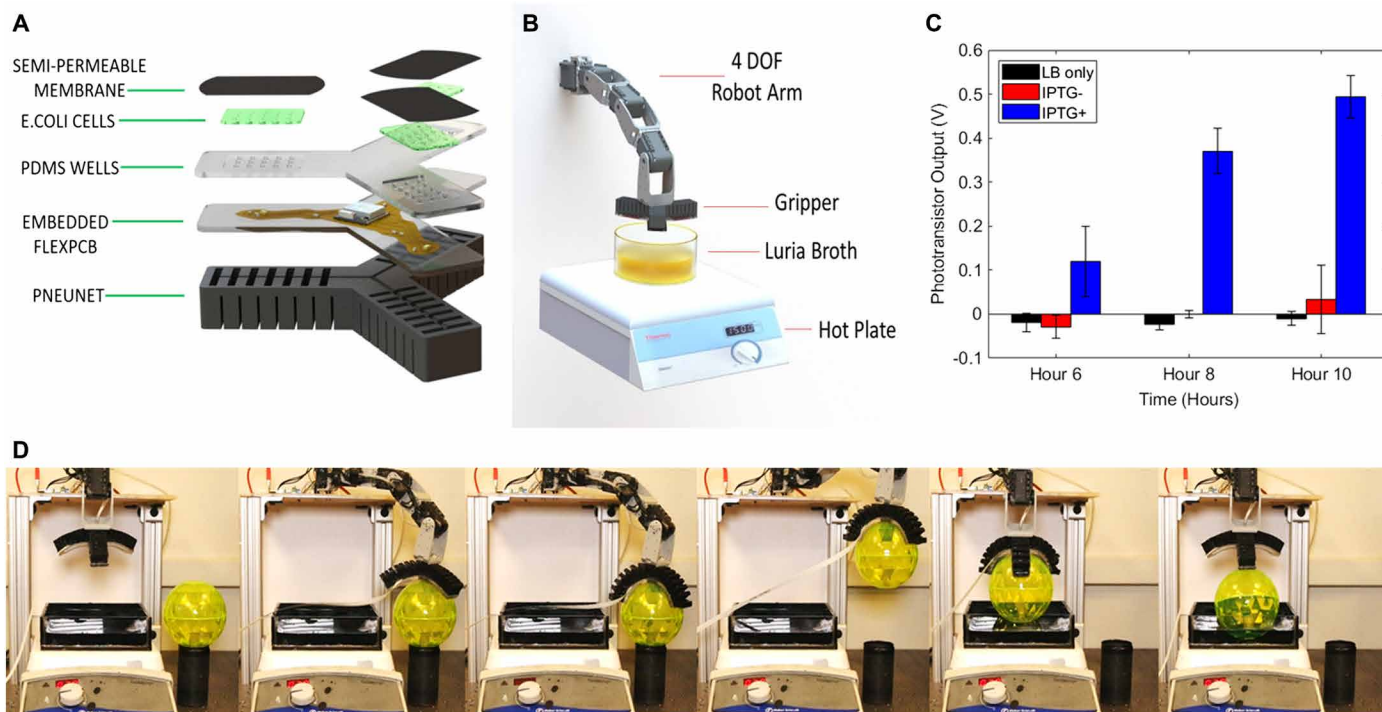 A
SEMI-PERMEABLE
MEMBRANE
E.COLI CELLS
PDMS WELLS
EMBEDDED
FLEXPCB
PNEUNET
B
4 DOF
Robot Arm
Gripper
Luria Broth
Hot Plate
C
Phototransistor Output (V)
0.6
0.5
0.4
0.3
0.2
0.1
0
-0.1
LB only
IPTG-
IPTG+
Hour 6
Hour 8
Hour 10
Time (Hours)
D